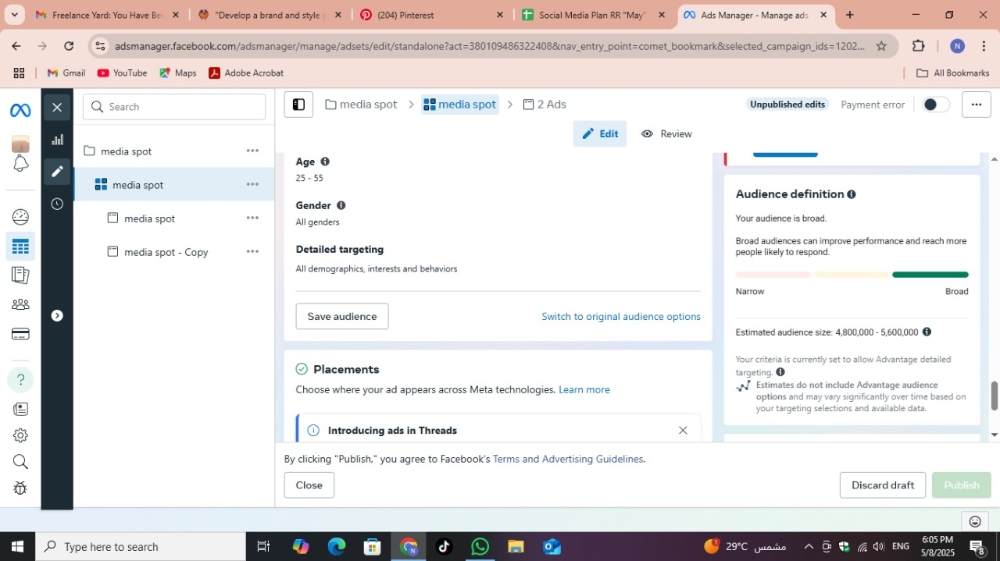 Freelance Yard: You Have Be
"Develop a brand and style g
(204) Pinterest
Social Media Plan RR "May"
Ads Manager - Manage ads
adsmanager.facebook.com/adsmanager/manage/adsets/edit/standalone?act=380109486322408&nav_entry_point=comet_bookmark&selected_campaign_ids=1202...
N
Gmail
YouTube
Maps
Adobe Acrobat
All Bookmarks
Search
media spot
media spot
2 Ads
Unpublished edits
Payment error
Edit
Review
media spot
media spot
media spot
media spot - Copy
Age
25 - 55
Gender
All genders
Detailed targeting
All demographics, interests and behaviors
Save audience
Switch to original audience options
Placements
Choose where your ad appears across Meta technologies. Learn more
Introducing ads in Threads
Audience definition
Your audience is broad.
Broad audiences can improve performance and reach more
people likely to respond.
Narrow
Broad
Estimated audience size: 4,800,000 - 5,600,000
Your criteria is currently set to allow Advantage detailed
targeting.
Estimates do not include Advantage audience
options and may vary significantly over time based on
your targeting selections and available data.
By clicking "Publish," you agree to Facebook's Terms and Advertising Guidelines.
Close
Discard draft
Publish
Type here to search
1
29°C
مشمس
ENG
6:05 PM
5/8/2025
8